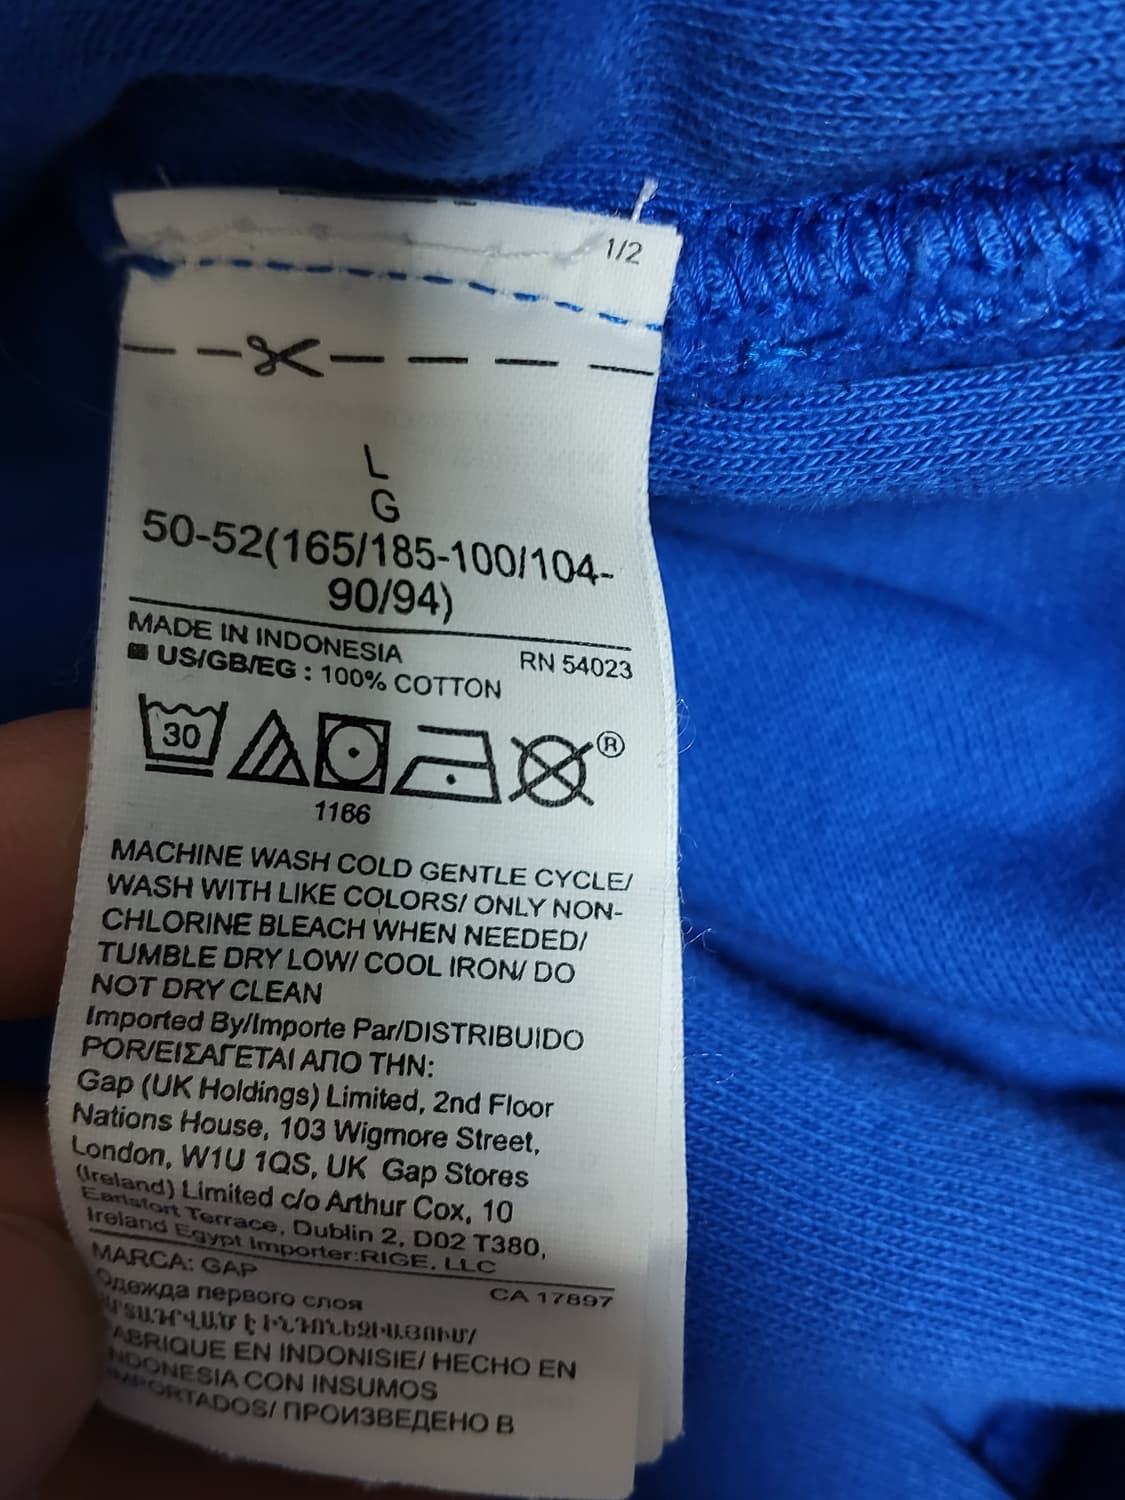 1/2
L
G
50-52(165/185-100/104-
90/94)
MADE IN INDONESIA
RN 54023
US/GB/EG : 100% COTTON
30
®
1166
MACHINE WASH COLD GENTLE CYCLE/
WASH WITH LIKE COLORS/ ONLY NON-
CHLORINE BLEACH WHEN NEEDED/
TUMBLE DRY LOW/ COOL IRON/ DO
NOT DRY CLEAN
Imported By/Importe Par/DISTRIBUIDO
POR/ΕΙΣΑΓΕΤΑΙ ΑΠΟ ΤΗΝ:
Gap (UK Holdings) Limited, 2nd Floor
Nations House, 103 Wigmore Street,
London, W1U 1QS, UK Gap Stores
(Ireland) Limited c/o Arthur Cox, 10
Earlsfort Terrace, Dublin 2, D02 T380,
Ireland Egypt Importer:RIGE, LLC
MARCA: GAP
CA 17897
Одежда первого слоя
ԱՐՏԱԴՐՎԱԾ Է ԻՆԴՈՆԵԶԻԱՅՈՒՄ/
FABRIQUE EN INDONISIE/ HECHO EN
INDONESIA CON INSUMOS
IMPORTADOS/ ПРОИЗВЕДЕНО В